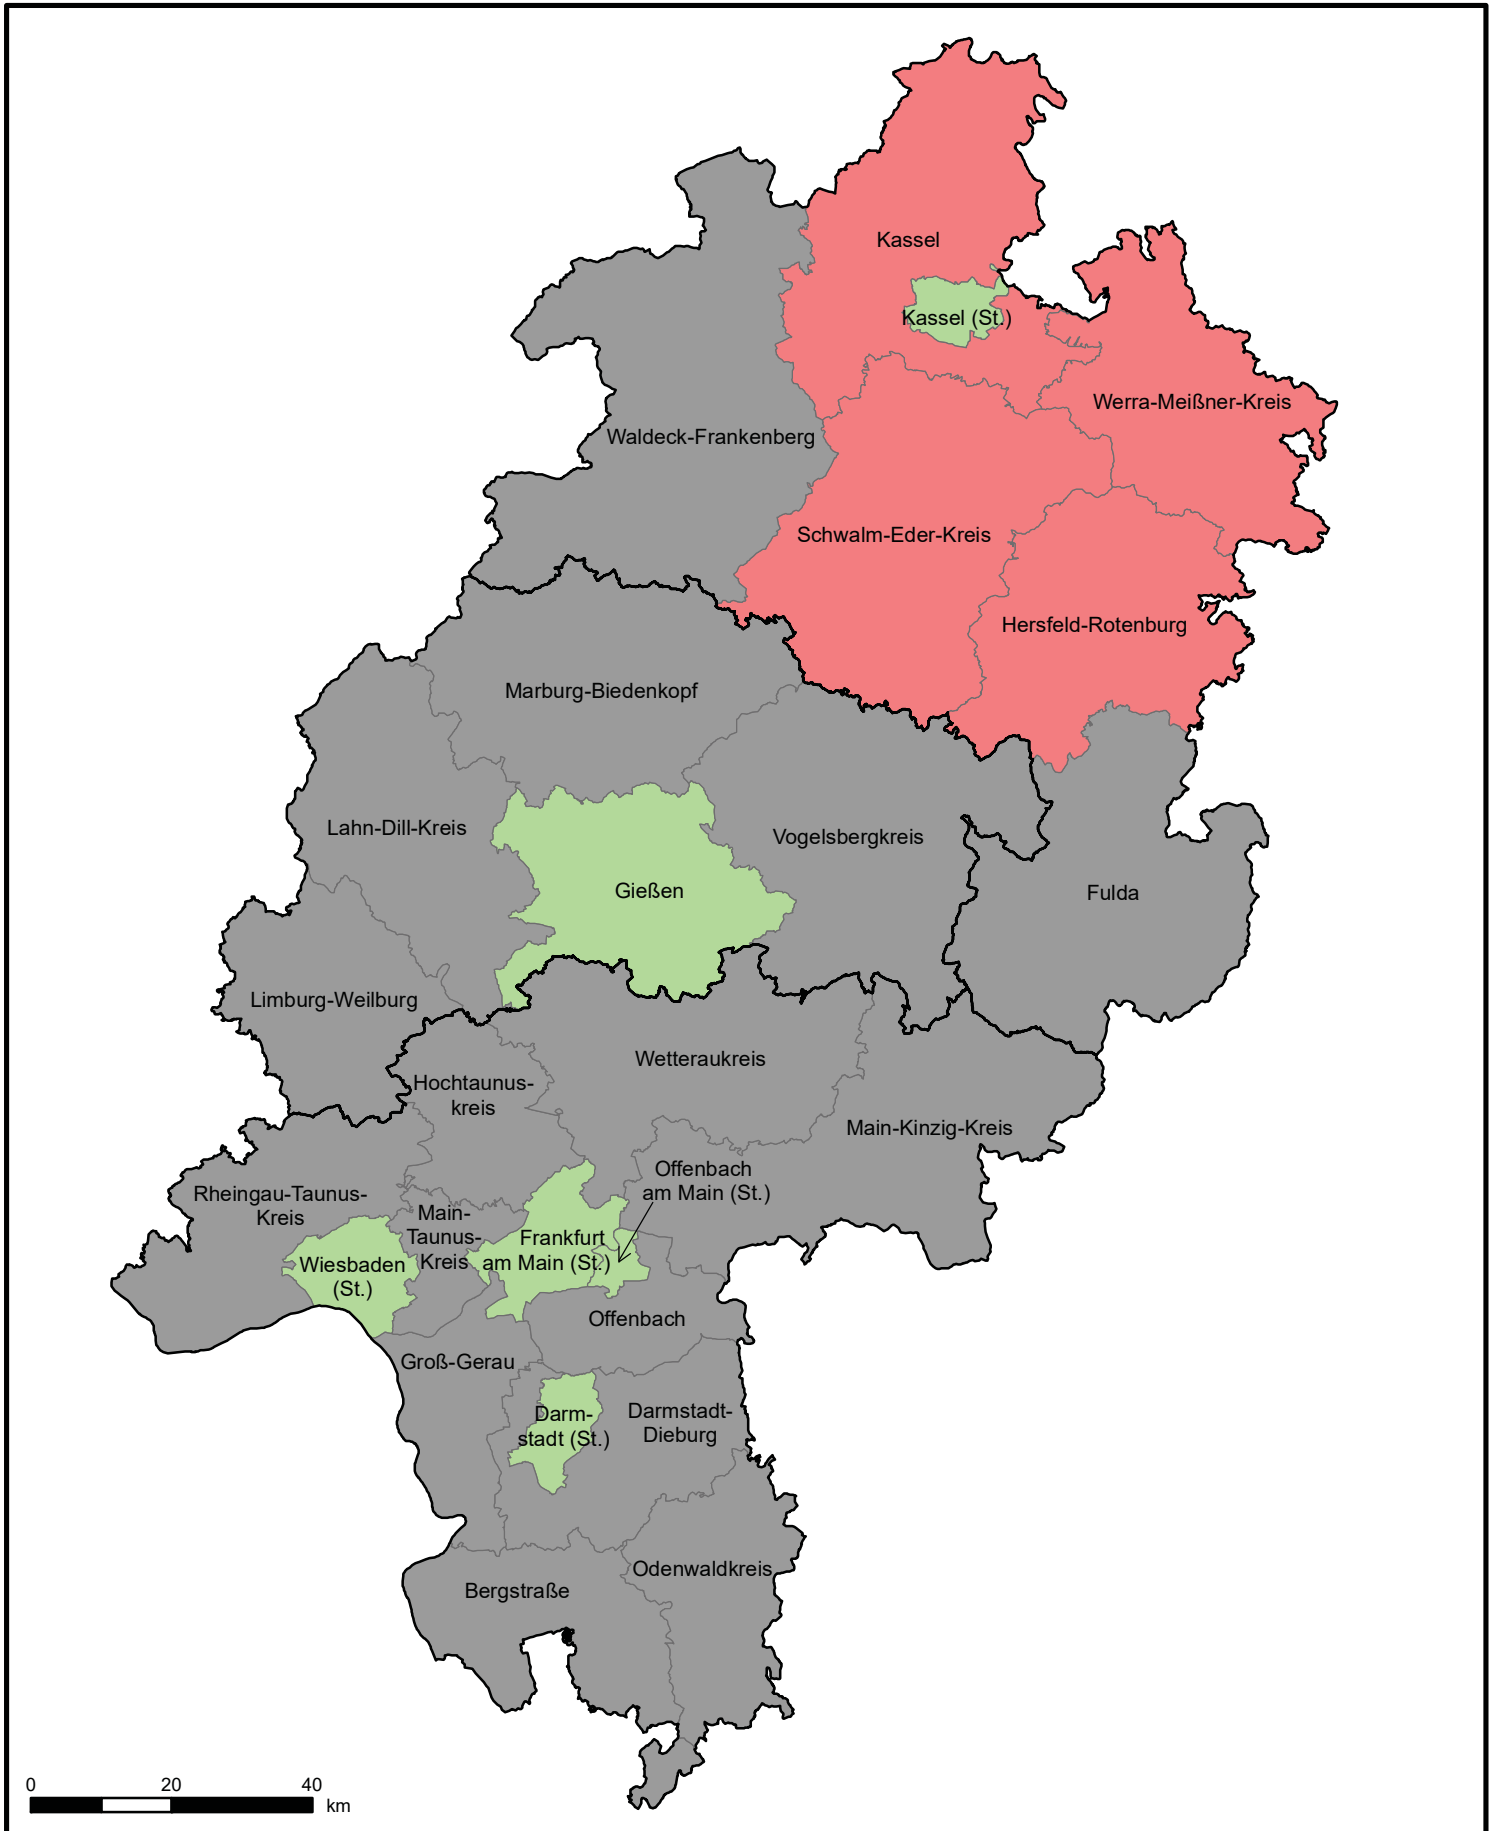 Kassel
Kassel (St.)
Werra-Meißner-Kreis
Waldeck-Frankenberg
Schwalm-Eder-Kreis
Hersfeld-Rotenburg
Marburg-Biedenkopf
Lahn-Dill-Kreis
Vogelsbergkreis
Gießen
Fulda
Limburg-Weilburg
Wetteraukreis
Hochtaunus-
kreis
Main-Kinzig-Kreis
Offenbach
am Main (St.)
Rheingau-Taunus-
Kreis
Main-
Taunus-
Kreis
Frankfurt
am Main (St.)
Wiesbaden
(St.)
Offenbach
Groß-Gerau
Darm-
stadt (St.)
Darmstadt-
Dieburg
Odenwaldkreis
Bergstraße
0 20 40
km